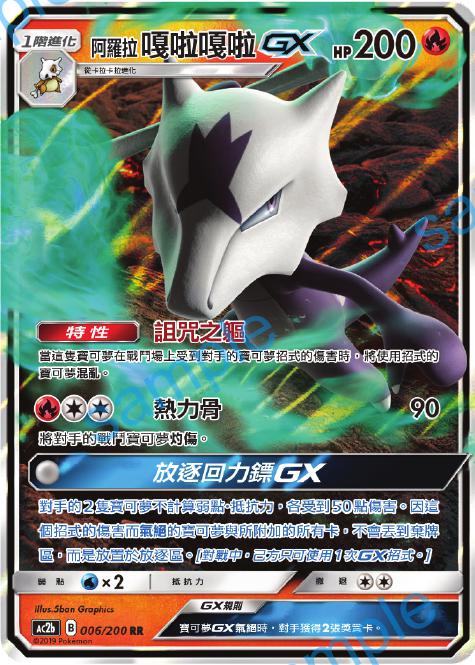 1階進化
阿羅拉 嘎啦嘎啦GX HP200
從卡拉卡拉進化
特性 詛咒之軀
當這隻寶可夢在戰鬥場上受到對手的寶可夢招式的傷害時,將使用招式的
寶可夢混亂。
熱力骨 90
將對手的戰鬥寶可夢灼傷。
放逐回力鏢GX
對手的2隻寶可夢不計算弱點‧抵抗力,各受到50點傷害。因這
個招式的傷害而氣絕的寶可夢與所附加的所有卡,不會丟到棄牌
區,而是放置於放逐區。[對戰中,己方只可使用1次GX招式。]
弱點 ×2 抵抗力 撤退
illus.5ban Graphics
GX規則
AC2b B 006/200 RR
寶可夢GX氣絕時,對手獲得2張獎賞卡。
©2019 Pokémon
sample
sample